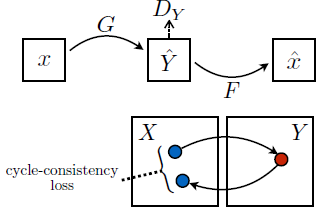 D_Y
G
x Ŷ x̂
F
X Y
cycle-consistency
loss